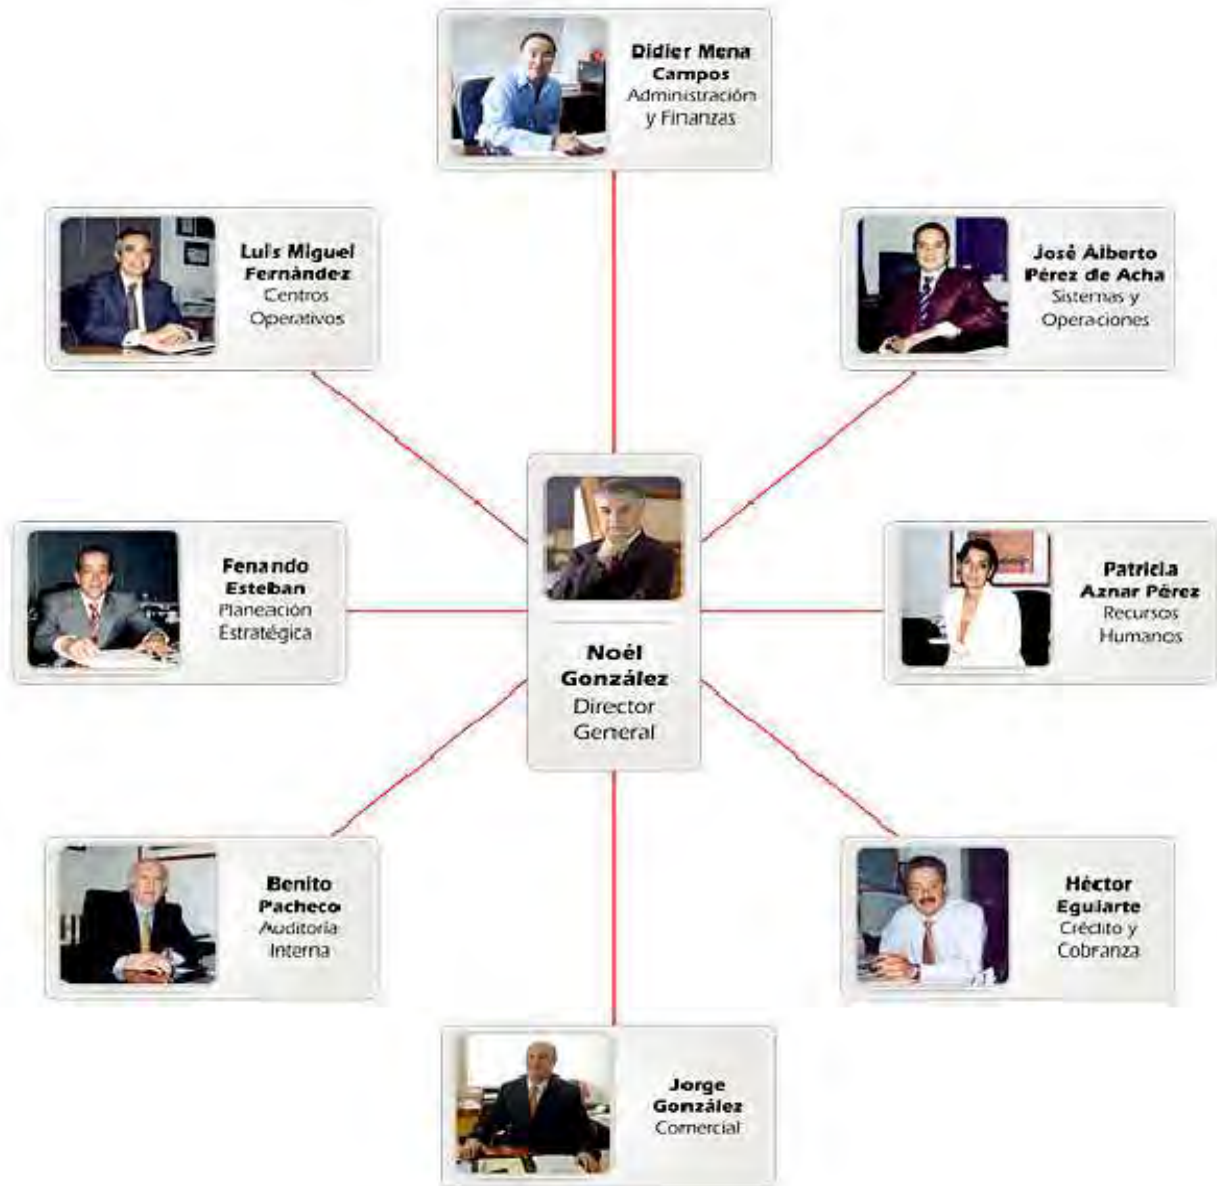 Didier Mena
Campos
Administración
y Finanzas
Luis Miguel
Fernández
Centros
Operativos
José Alberto
Pérez de Acha
Sistemas y
Operaciones
Fenando
Esteban
Planeación
Estratégica
Noél
González
Director
General
Patricia
Aznar Pérez
Recursos
Humanos
Benito
Pacheco
Auditoría
Interna
Héctor
Eguiarte
Crédito y
Cobranza
Jorge
González
Comercial